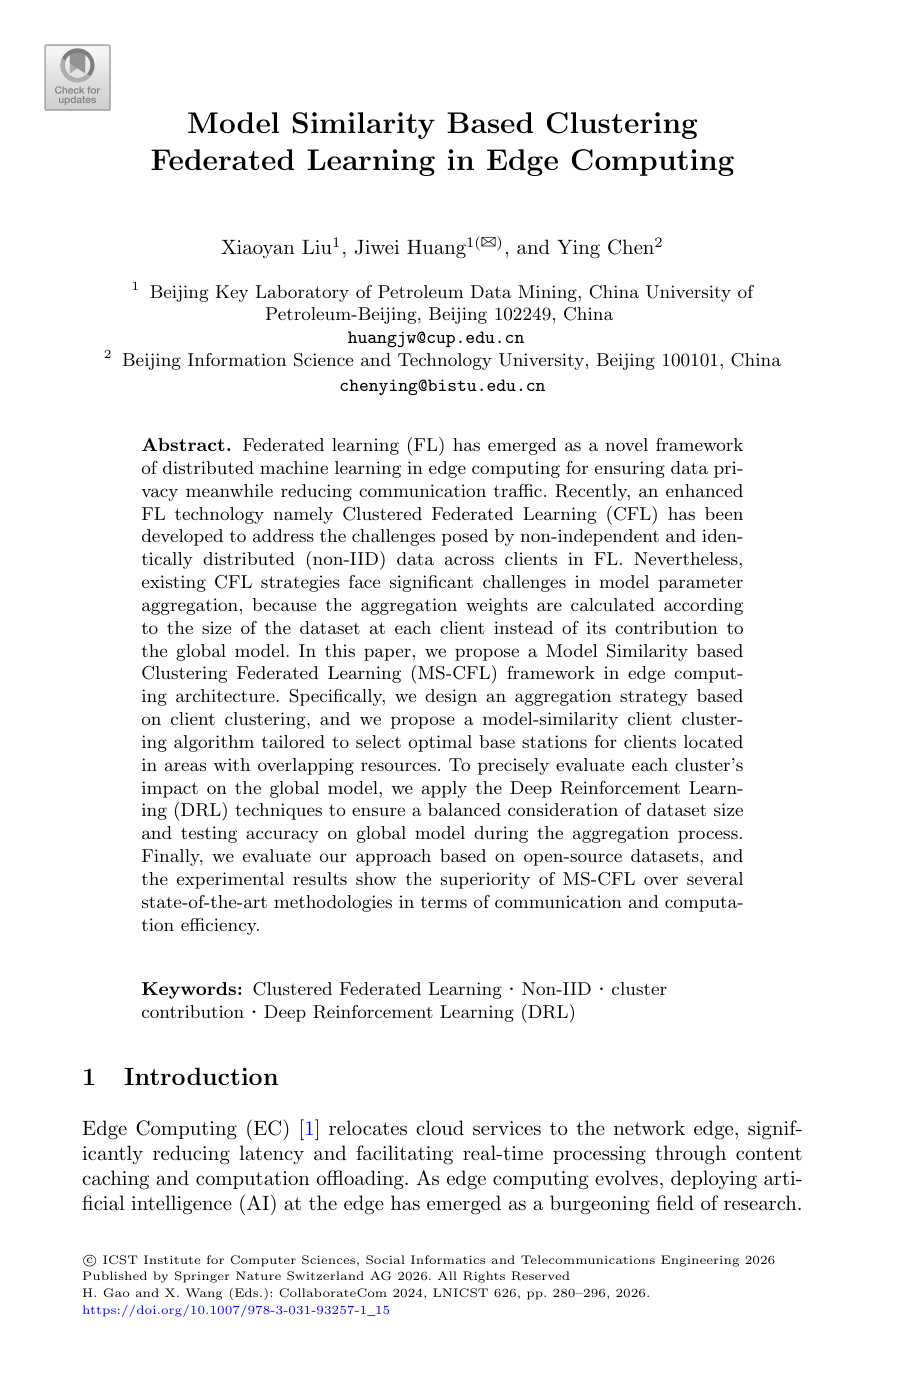 Check for
updates
Model Similarity Based Clustering
Federated Learning in Edge Computing
Xiaoyan Liu¹, Jiwei Huang¹⁽✉⁾, and Ying Chen²
¹ Beijing Key Laboratory of Petroleum Data Mining, China University of
Petroleum-Beijing, Beijing 102249, China
huangjw@cup.edu.cn
² Beijing Information Science and Technology University, Beijing 100101, China
chenying@bistu.edu.cn
Abstract. Federated learning (FL) has emerged as a novel framework
of distributed machine learning in edge computing for ensuring data pri-
vacy meanwhile reducing communication traffic. Recently, an enhanced
FL technology namely Clustered Federated Learning (CFL) has been
developed to address the challenges posed by non-independent and iden-
tically distributed (non-IID) data across clients in FL. Nevertheless,
existing CFL strategies face significant challenges in model parameter
aggregation, because the aggregation weights are calculated according
to the size of the dataset at each client instead of its contribution to
the global model. In this paper, we propose a Model Similarity based
Clustering Federated Learning (MS-CFL) framework in edge comput-
ing architecture. Specifically, we design an aggregation strategy based
on client clustering, and we propose a model-similarity client cluster-
ing algorithm tailored to select optimal base stations for clients located
in areas with overlapping resources. To precisely evaluate each cluster's
impact on the global model, we apply the Deep Reinforcement Learn-
ing (DRL) techniques to ensure a balanced consideration of dataset size
and testing accuracy on global model during the aggregation process.
Finally, we evaluate our approach based on open-source datasets, and
the experimental results show the superiority of MS-CFL over several
state-of-the-art methodologies in terms of communication and computa-
tion efficiency.
Keywords: Clustered Federated Learning · Non-IID · cluster
contribution · Deep Reinforcement Learning (DRL)
1 Introduction
Edge Computing (EC) [1] relocates cloud services to the network edge, signif-
icantly reducing latency and facilitating real-time processing through content
caching and computation offloading. As edge computing evolves, deploying arti-
ficial intelligence (AI) at the edge has emerged as a burgeoning field of research.
© ICST Institute for Computer Sciences, Social Informatics and Telecommunications Engineering 2026
Published by Springer Nature Switzerland AG 2026. All Rights Reserved
H. Gao and X. Wang (Eds.): CollaborateCom 2024, LNICST 626, pp. 280–296, 2026.
https://doi.org/10.1007/978-3-031-93257-1_15